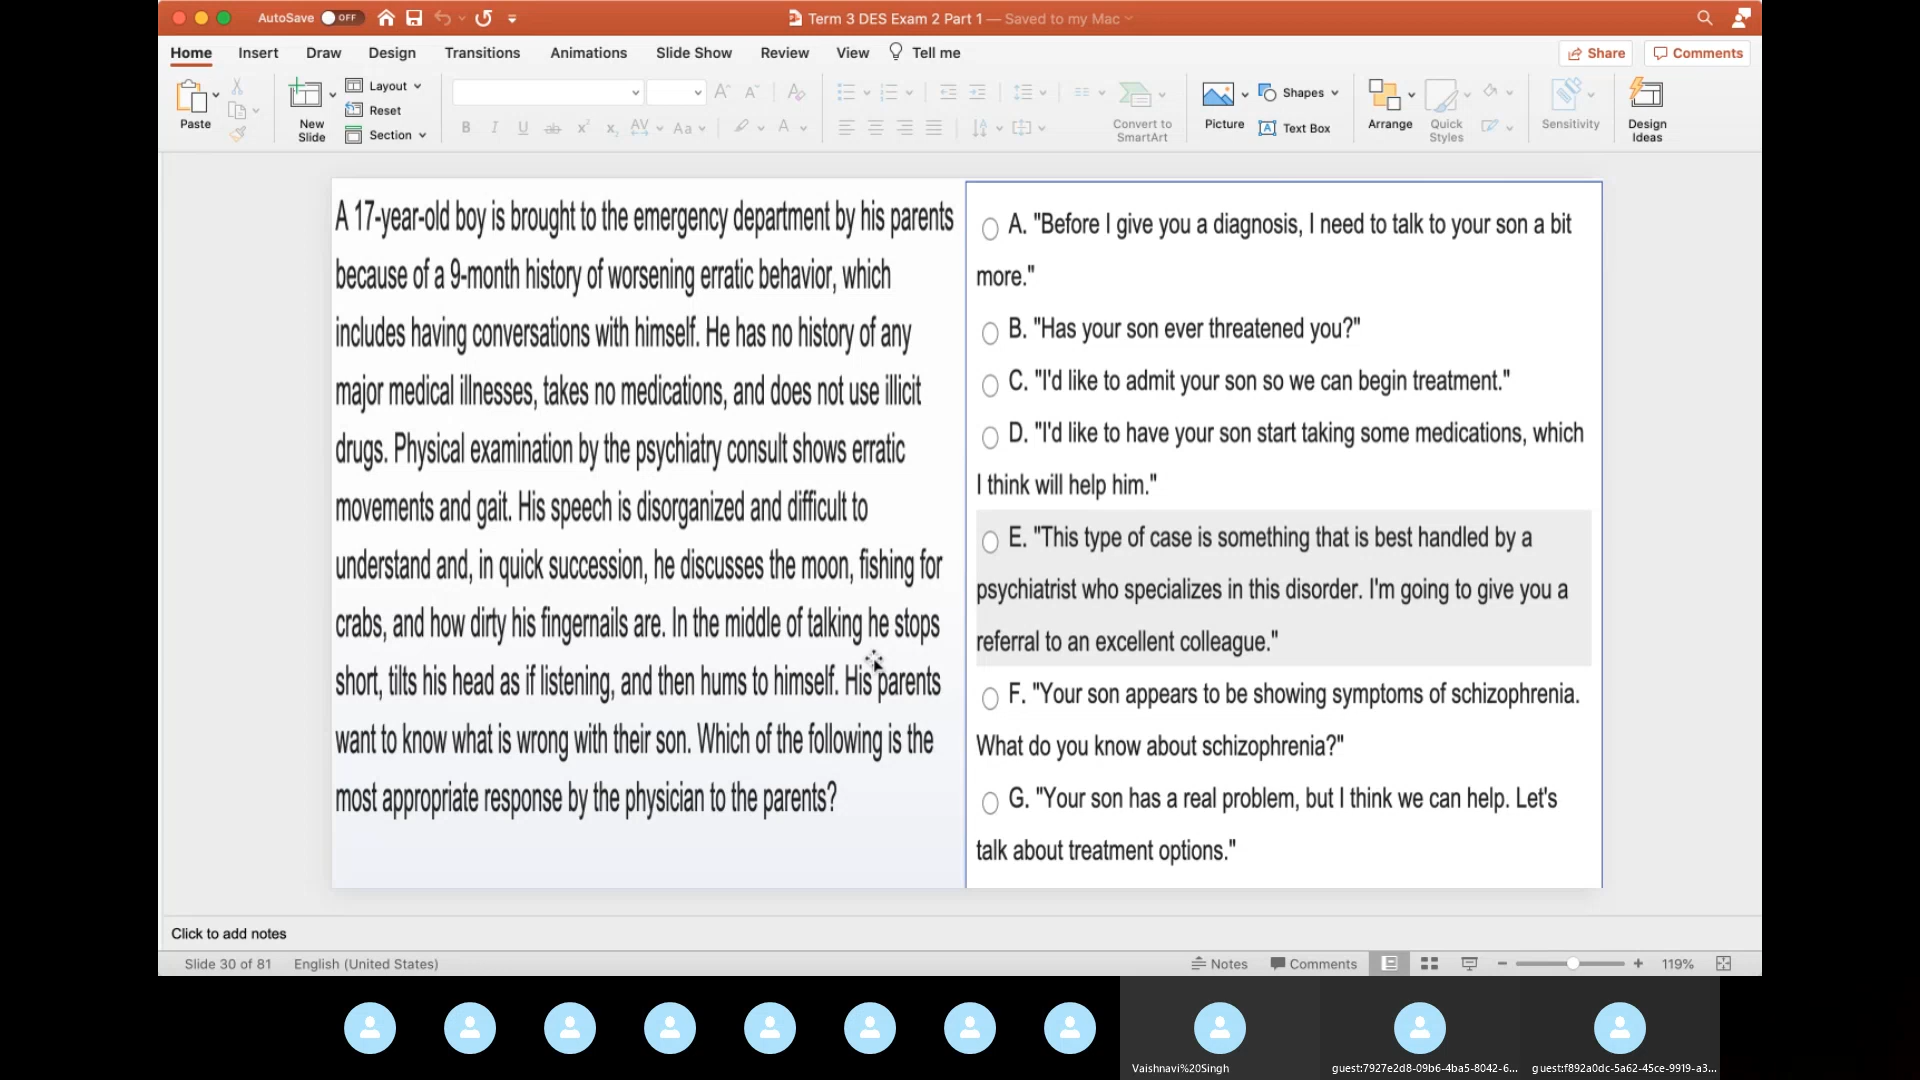 AutoSave OFF
Term 3 DES Exam 2 Part 1 — Saved to my Mac
Home Insert Draw Design Transitions Animations Slide Show Review View Tell me Share Comments
Paste
New Slide
Layout
Reset
Section
Convert to SmartArt
Picture
Shapes
Text Box
Arrange
Quick Styles
Sensitivity
Design Ideas
A 17-year-old boy is brought to the emergency department by his parents
because of a 9-month history of worsening erratic behavior, which
includes having conversations with himself. He has no history of any
major medical illnesses, takes no medications, and does not use illicit
drugs. Physical examination by the psychiatry consult shows erratic
movements and gait. His speech is disorganized and difficult to
understand and, in quick succession, he discusses the moon, fishing for
crabs, and how dirty his fingernails are. In the middle of talking he stops
short, tilts his head as if listening, and then hums to himself. His parents
want to know what is wrong with their son. Which of the following is the
most appropriate response by the physician to the parents?
A. "Before I give you a diagnosis, I need to talk to your son a bit
more."
B. "Has your son ever threatened you?"
C. "I'd like to admit your son so we can begin treatment."
D. "I'd like to have your son start taking some medications, which
I think will help him."
E. "This type of case is something that is best handled by a
psychiatrist who specializes in this disorder. I'm going to give you a
referral to an excellent colleague."
F. "Your son appears to be showing symptoms of schizophrenia.
What do you know about schizophrenia?"
G. "Your son has a real problem, but I think we can help. Let's
talk about treatment options."
Click to add notes
Slide 30 of 81 English (United States) Notes Comments 119%
Vaishnavi%20Singh
guest:7927e2d8-09b6-4ba5-8042-6...
guest:f892a0dc-5a62-45ce-9919-a3...